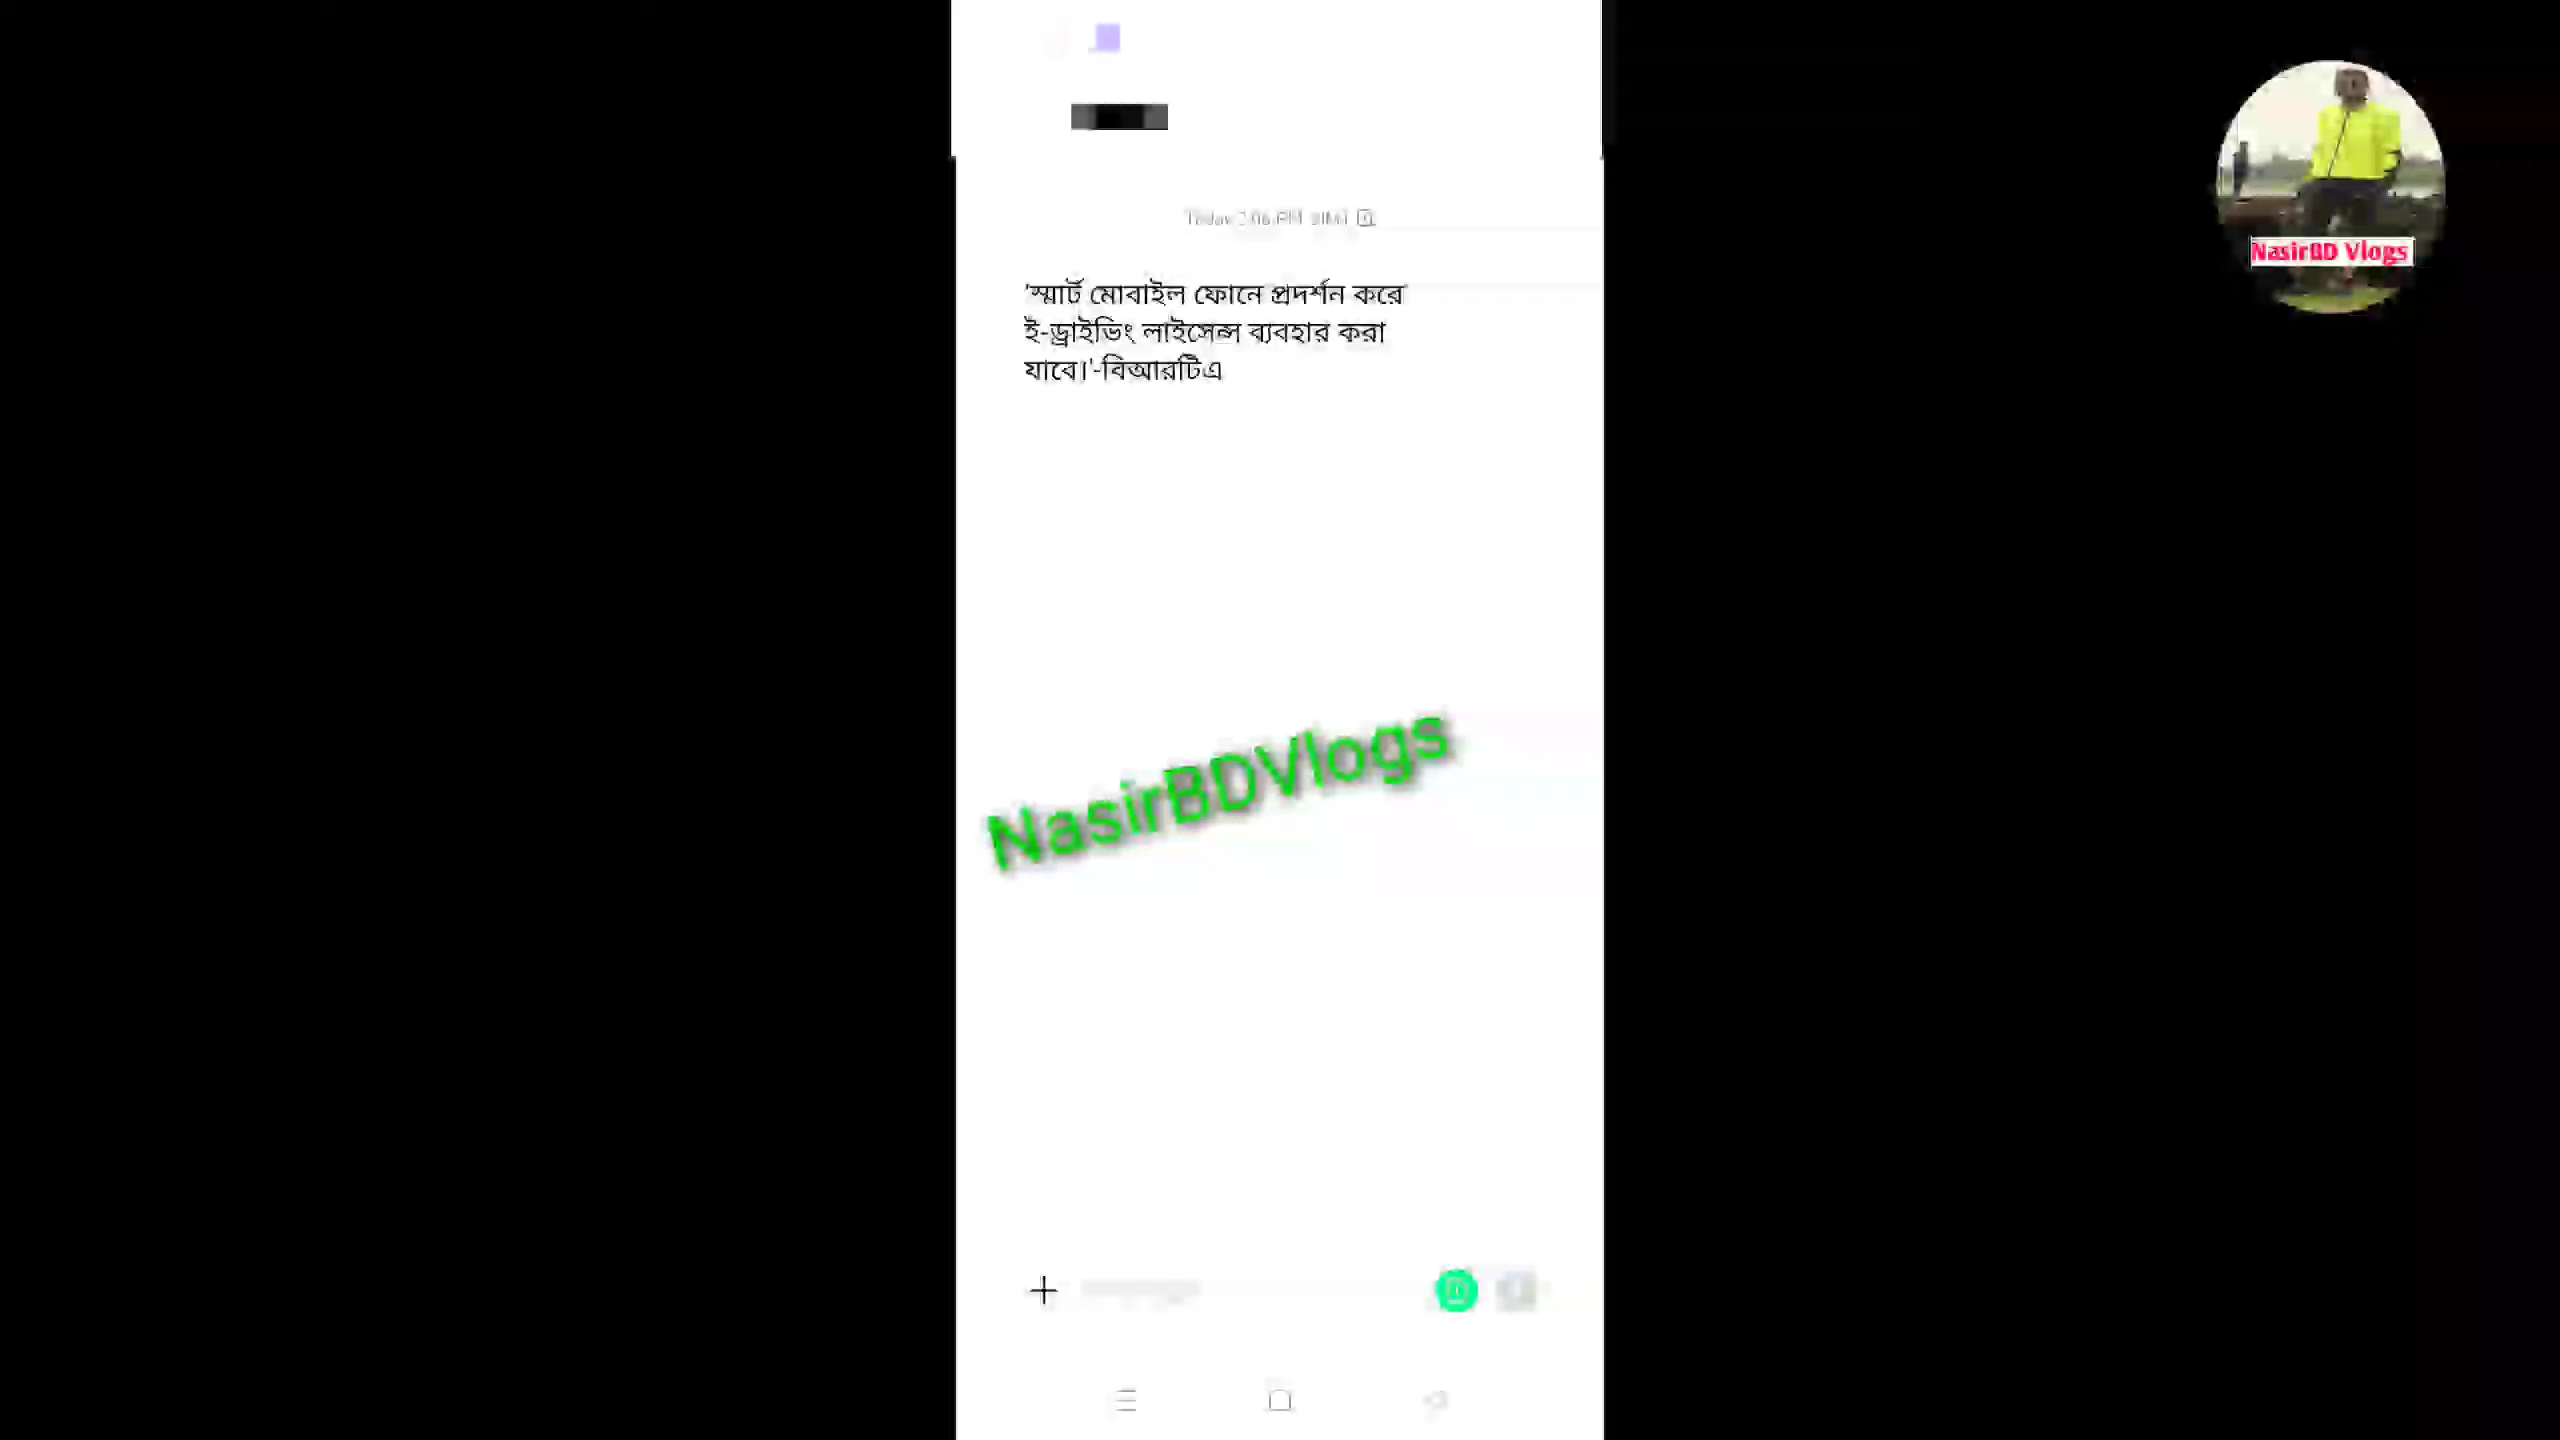 NasirBD Vlogs
'স্মার্ট মোবাইল ফোনে প্রদর্শন করে
ই-ড্রাইভিং লাইসেন্স ব্যবহার করা
যাবে।'-বিআরটিএ
NasirBDVlogs